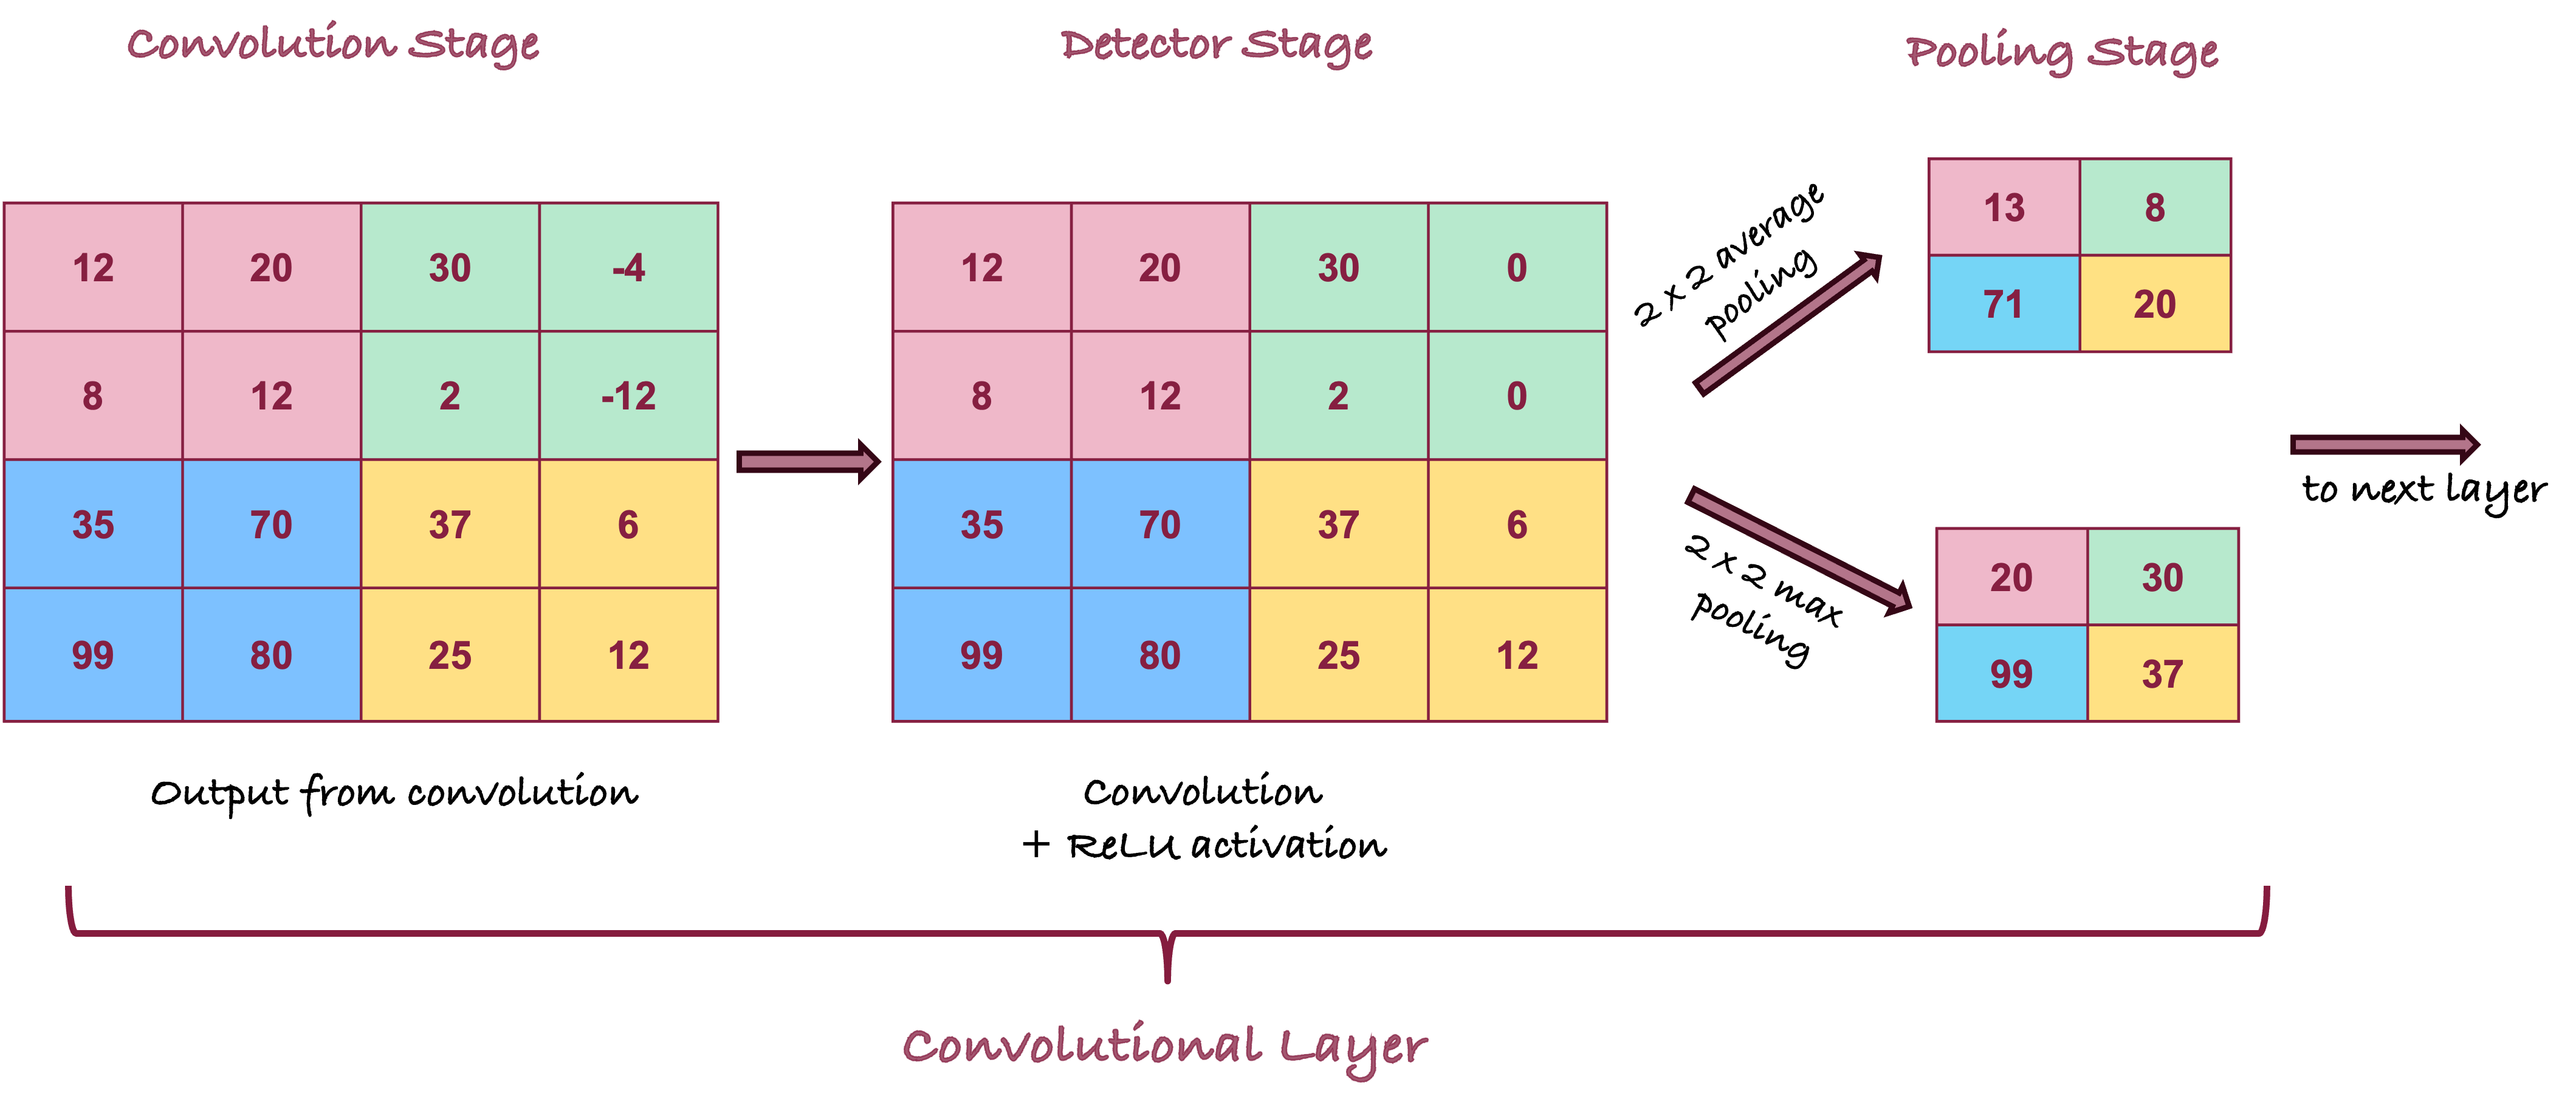 Convolution Stage
Detector Stage
Pooling Stage
12 20 30 -4
8 12 2 -12
35 70 37 6
99 80 25 12
Output from convolution
12 20 30 0
8 12 2 0
35 70 37 6
99 80 25 12
Convolution
+ ReLU activation
2 x 2 average
pooling
13 8
71 20
2 x 2 max
pooling
20 30
99 37
to next layer
Convolutional Layer